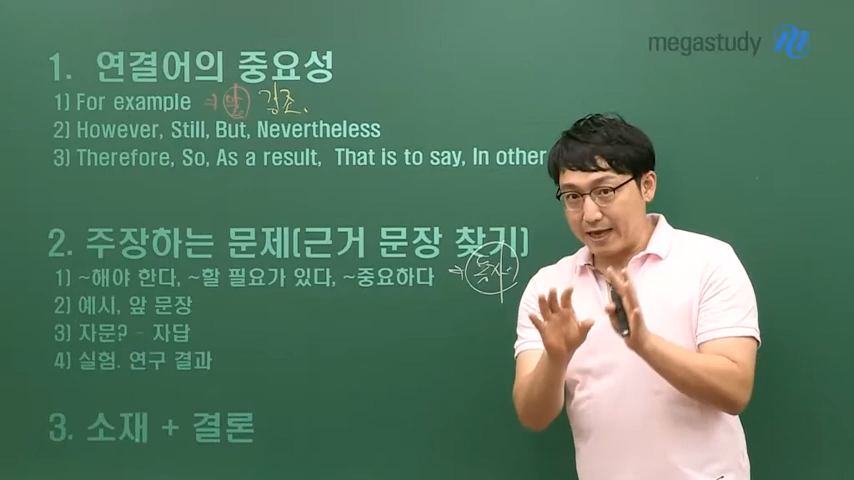 megastudy
1. 연결어의 중요성
1) For example ⇒ 앞 강조.
2) However, Still, But, Nevertheless
3) Therefore, So, As a result, That is to say, In other
2. 주장하는 문제(근거 문장 찾기)
1) ~해야 한다, ~할 필요가 있다, ~중요하다
2) 예시, 앞 문장
3) 자문? - 자답
4) 실험. 연구 결과
3. 소재 + 결론